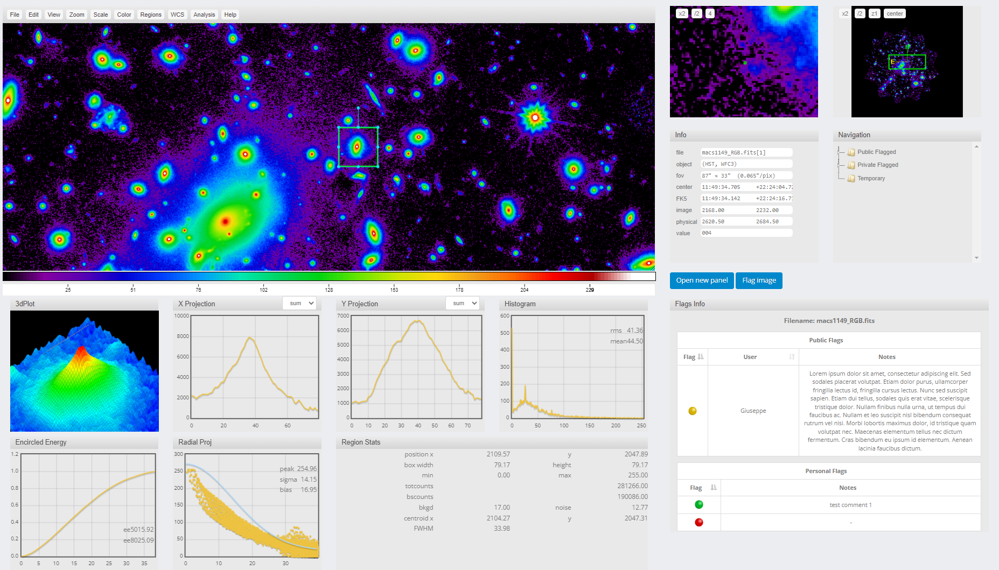 File Edit View Zoom Scale Color Regions WCS Analysis Help
x2 /2 4
x2 /2 z1 center
N
E
25 51 76 102 128 153 178 204 229
Info
file macs1149_RGB.fits[1]
object (HST, WFC3)
fov 87" × 33" (0.065"/pix)
center 11:49:34.705 +22:24:04.72
FK5 11:49:34.142 +22:24:16.71
image 2168.00 2232.00
physical 2620.50 2684.50
value 004
Navigation
Public Flagged
Private Flagged
Temporary
Open new panel Flag image
3dPlot
X Projection sum
10000
8000
6000
4000
2000
0
0 20 40 60
Y Projection sum
7000
6000
5000
4000
3000
2000
1000
0
0 10 20 30 40 50 60 70
Histogram
600
500
400
300
200
100
0
rms 41.36
mean44.50
0 50 100 150 200 250
Encircled Energy
1.2
1.0
0.8
0.6
0.4
0.2
0.0
ee5015.92
ee8025.09
0 5 10 15 20 25 30 35
Radial Proj
300
250
200
150
100
50
0
peak 254.96
sigma 14.15
bias 16.95
0 10 20 30
Region Stats
position x 2109.57 y 2047.89
box width 79.17 height 79.17
min 0.00 max 255.00
totcounts 281266.00
bscounts 190086.00
bkgd 17.00 noise 12.77
centroid x 2104.27 y 2047.31
FWHM 33.98
Flags Info
Filename: macs1149_RGB.fits
Public Flags
Flag User Notes
Giuseppe
Lorem ipsum dolor sit amet, consectetur adipiscing elit. Sed
sodales placerat volutpat. Etiam dolor purus, ullamcorper
fringilla lectus id, fringilla cursus lectus. Nunc sed suscipit
sapien. Etiam dui tellus, sodales quis erat vitae, scelerisque
tristique dolor. Nullam finibus nulla urna, ut tempus dui
faucibus ac. Nullam et leo suscipit nisl bibendum consequat
rutrum vel nisi. Morbi lobortis maximus dolor, id tristique quam
volutpat nec. Maecenas elementum tellus nec dictum
fermentum. Cras bibendum eu ipsum id elementum. Aenean
lacinia faucibus dictum.
Personal Flags
Flag Notes
test comment 1
-